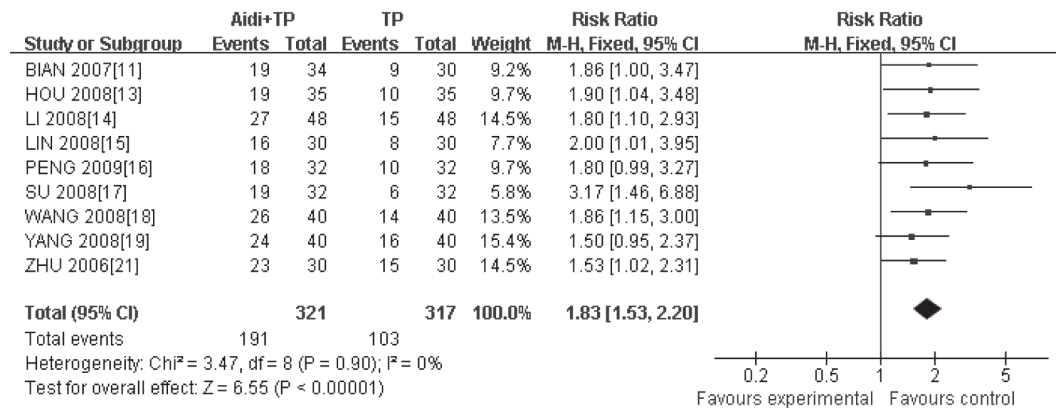 Aidi+TP TP Risk Ratio Risk Ratio
Study or Subgroup Events Total Events Total Weight M-H, Fixed, 95% CI M-H, Fixed, 95% CI
BIAN 2007[11] 19 34 9 30 9.2% 1.86 [1.00, 3.47]
HOU 2008[13] 19 35 10 35 9.7% 1.90 [1.04, 3.48]
LI 2008[14] 27 48 15 48 14.5% 1.80 [1.10, 2.93]
LIN 2008[15] 16 30 8 30 7.7% 2.00 [1.01, 3.95]
PENG 2009[16] 18 32 10 32 9.7% 1.80 [0.99, 3.27]
SU 2008[17] 19 32 6 32 5.8% 3.17 [1.46, 6.88]
WANG 2008[18] 26 40 14 40 13.5% 1.86 [1.15, 3.00]
YANG 2008[19] 24 40 16 40 15.4% 1.50 [0.95, 2.37]
ZHU 2006[21] 23 30 15 30 14.5% 1.53 [1.02, 2.31]
Total (95% CI) 321 317 100.0% 1.83 [1.53, 2.20]
Total events 191 103
Heterogeneity: Chi² = 3.47, df = 8 (P = 0.90); I² = 0%
Test for overall effect: Z = 6.55 (P < 0.00001)
0.2 0.5 1 2 5
Favours experimental Favours control